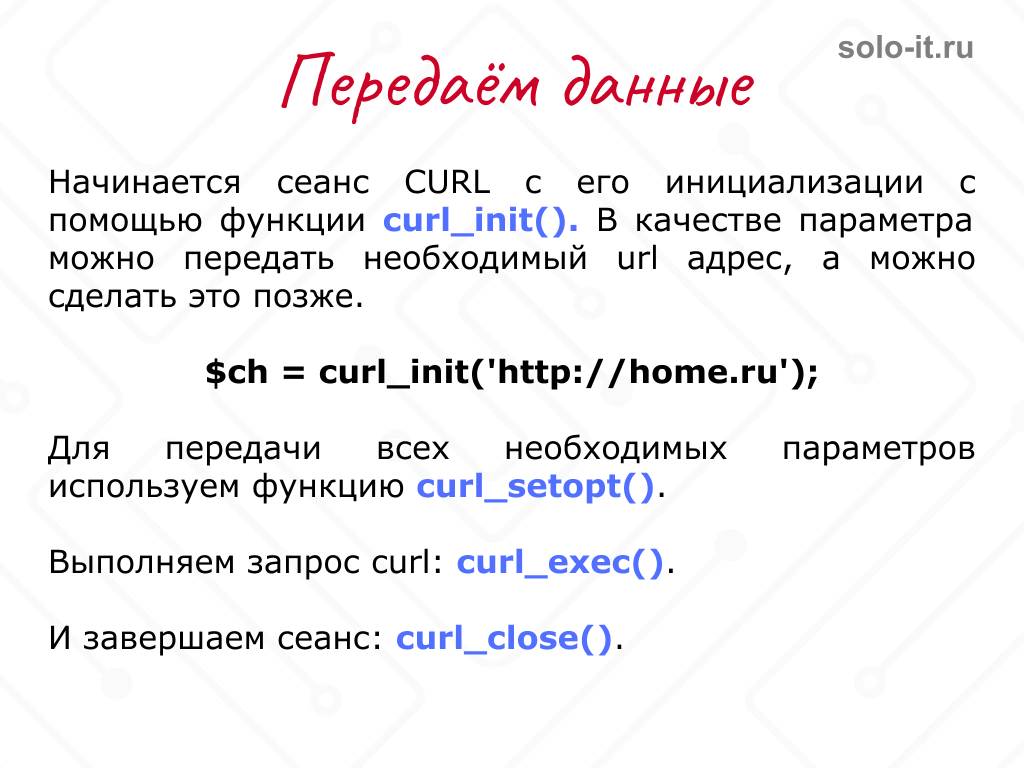 solo-it.ru
Передаём данные
Начинается сеанс CURL с его инициализации с
помощью функции curl_init(). В качестве параметра
можно передать необходимый url адрес, а можно
сделать это позже.
$ch = curl_init('http://home.ru');
Для передачи всех необходимых параметров
используем функцию curl_setopt().
Выполняем запрос curl: curl_exec().
И завершаем сеанс: curl_close().